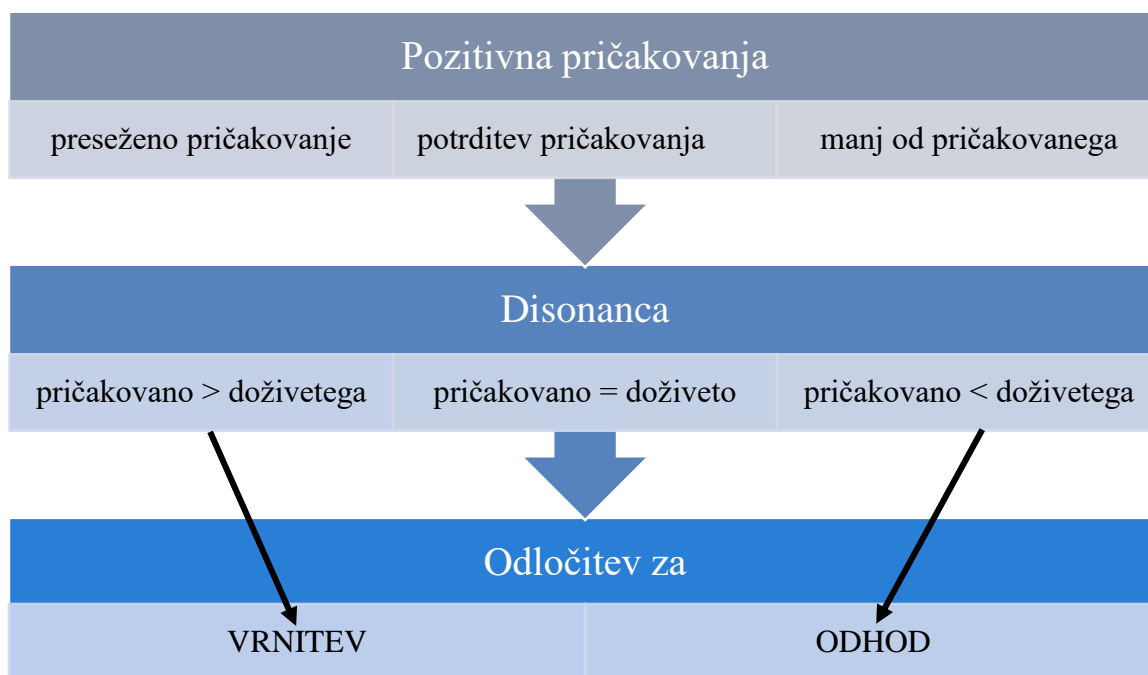 Pozitivna pričakovanja
preseženo pričakovanje
potrditev pričakovanja
manj od pričakovanega
Disonanca
pričakovano > doživetega
pričakovano = doživeto
pričakovano < doživetega
Odločitev za
VRNITEV
ODHOD